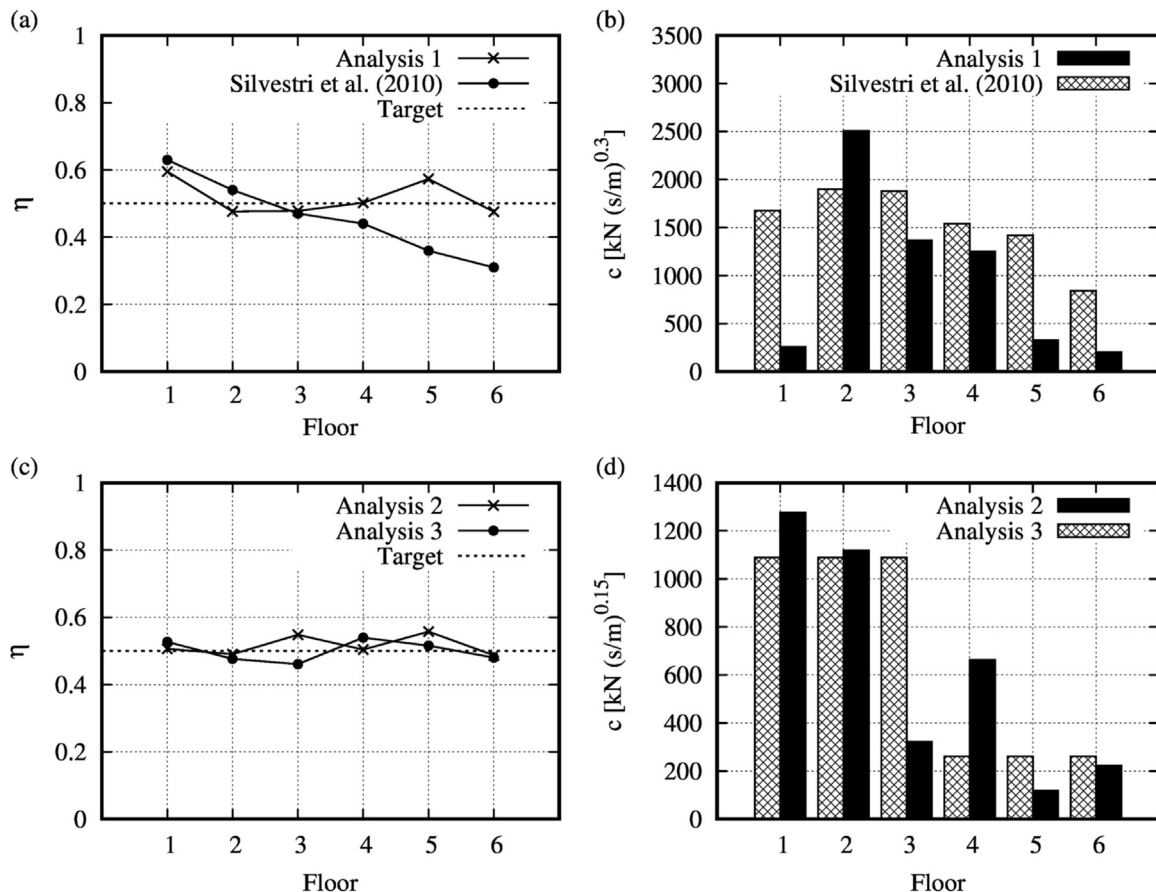 (a)
1
0.8
0.6
0.4
0.2
0
η
Analysis 1
Silvestri et al. (2010)
Target
1 2 3 4 5 6
Floor
(b)
3500
3000
2500
2000
1500
1000
500
0
c [kN (s/m)^0.3]
Analysis 1
Silvestri et al. (2010)
1 2 3 4 5 6
Floor
(c)
1
0.8
0.6
0.4
0.2
0
η
Analysis 2
Analysis 3
Target
1 2 3 4 5 6
Floor
(d)
1400
1200
1000
800
600
400
200
0
c [kN (s/m)^0.15]
Analysis 2
Analysis 3
1 2 3 4 5 6
Floor